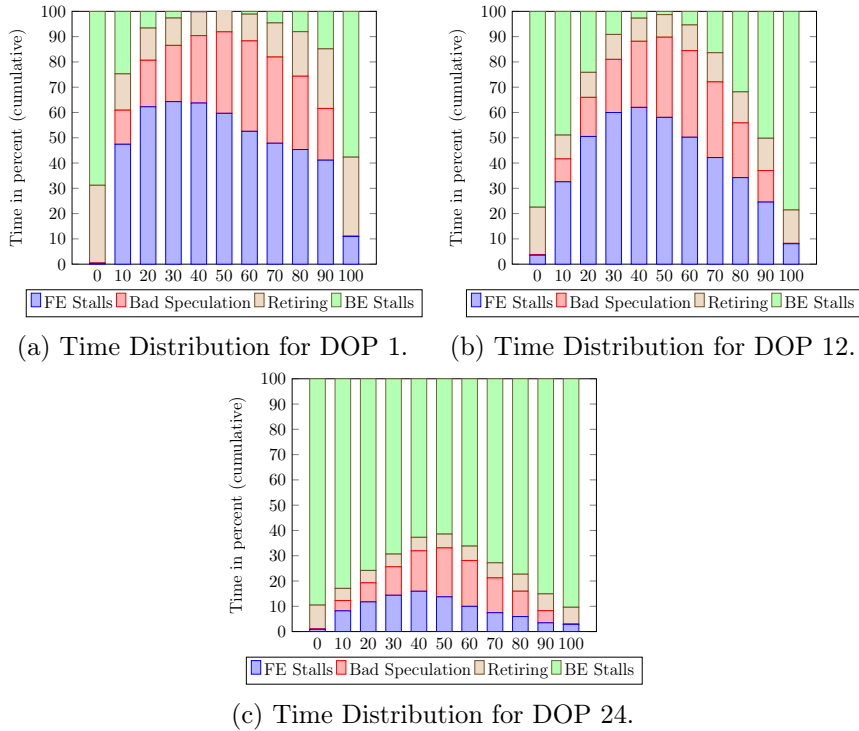 100
90
80
70
60
50
40
30
20
10
0
Time in percent (cumulative)
0 10 20 30 40 50 60 70 80 90 100
FE Stalls Bad Speculation Retiring BE Stalls
(a) Time Distribution for DOP 1.
100
90
80
70
60
50
40
30
20
10
0
Time in percent (cumulative)
0 10 20 30 40 50 60 70 80 90 100
FE Stalls Bad Speculation Retiring BE Stalls
(b) Time Distribution for DOP 12.
100
90
80
70
60
50
40
30
20
10
0
Time in percent (cumulative)
0 10 20 30 40 50 60 70 80 90 100
FE Stalls Bad Speculation Retiring BE Stalls
(c) Time Distribution for DOP 24.